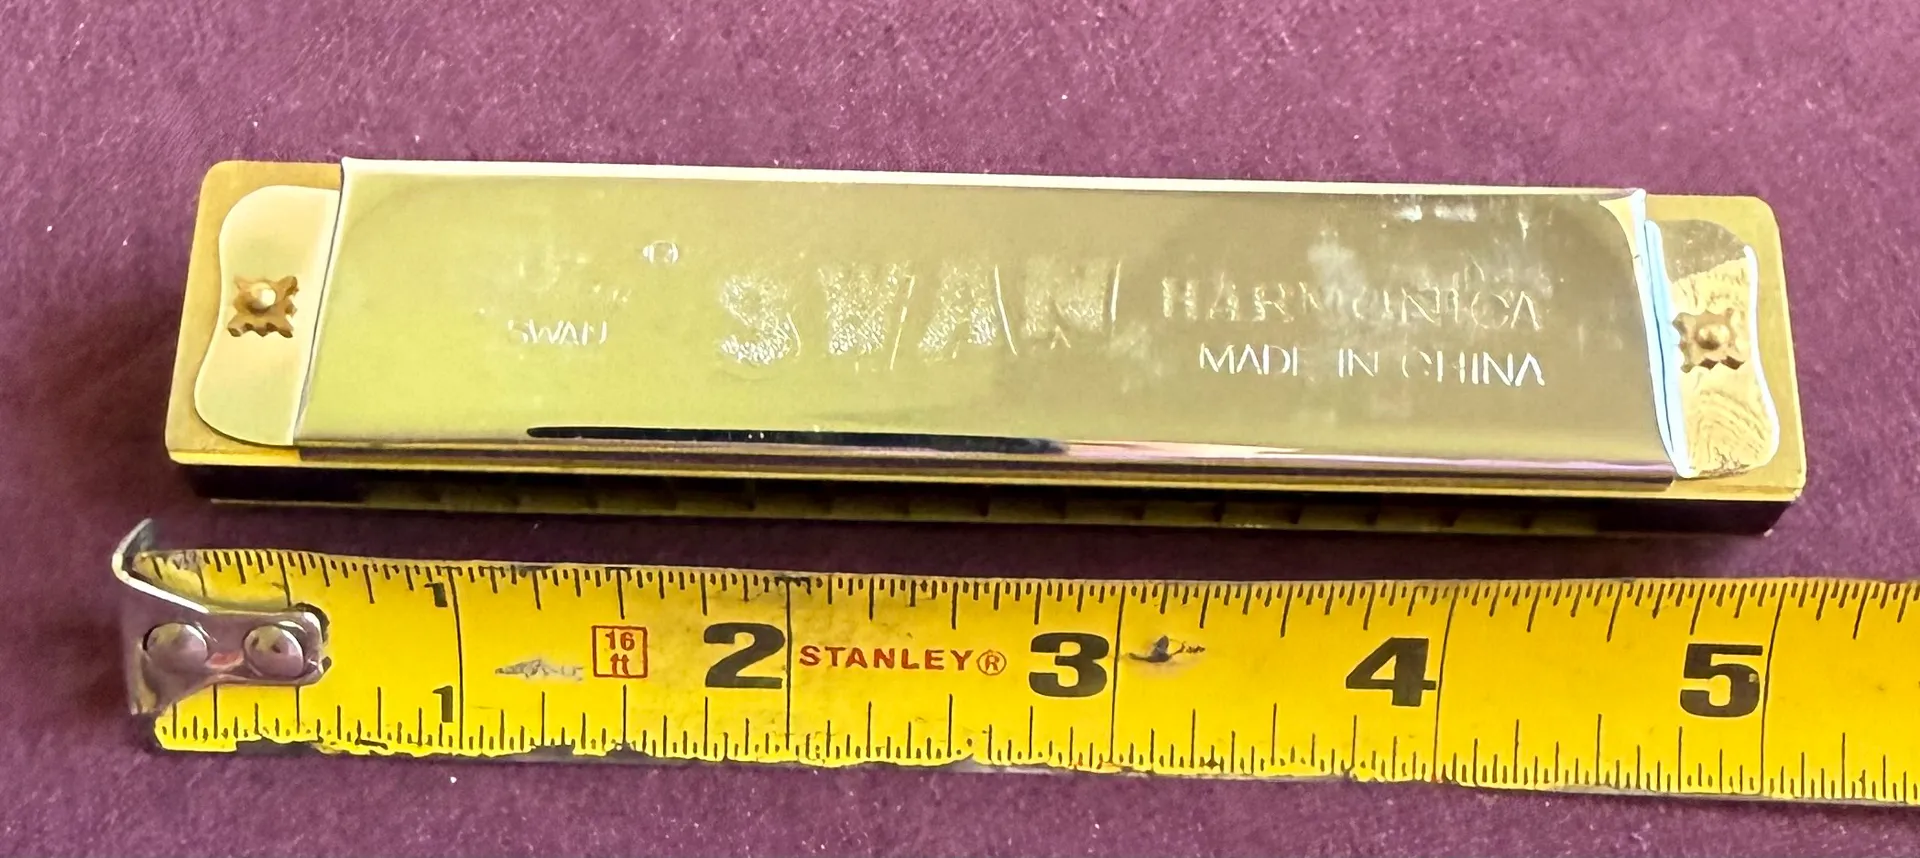 SWAN
SWAN
HARMONICA
MADE IN CHINA
1
16
ft
2
STANLEY®
3
4
5
1